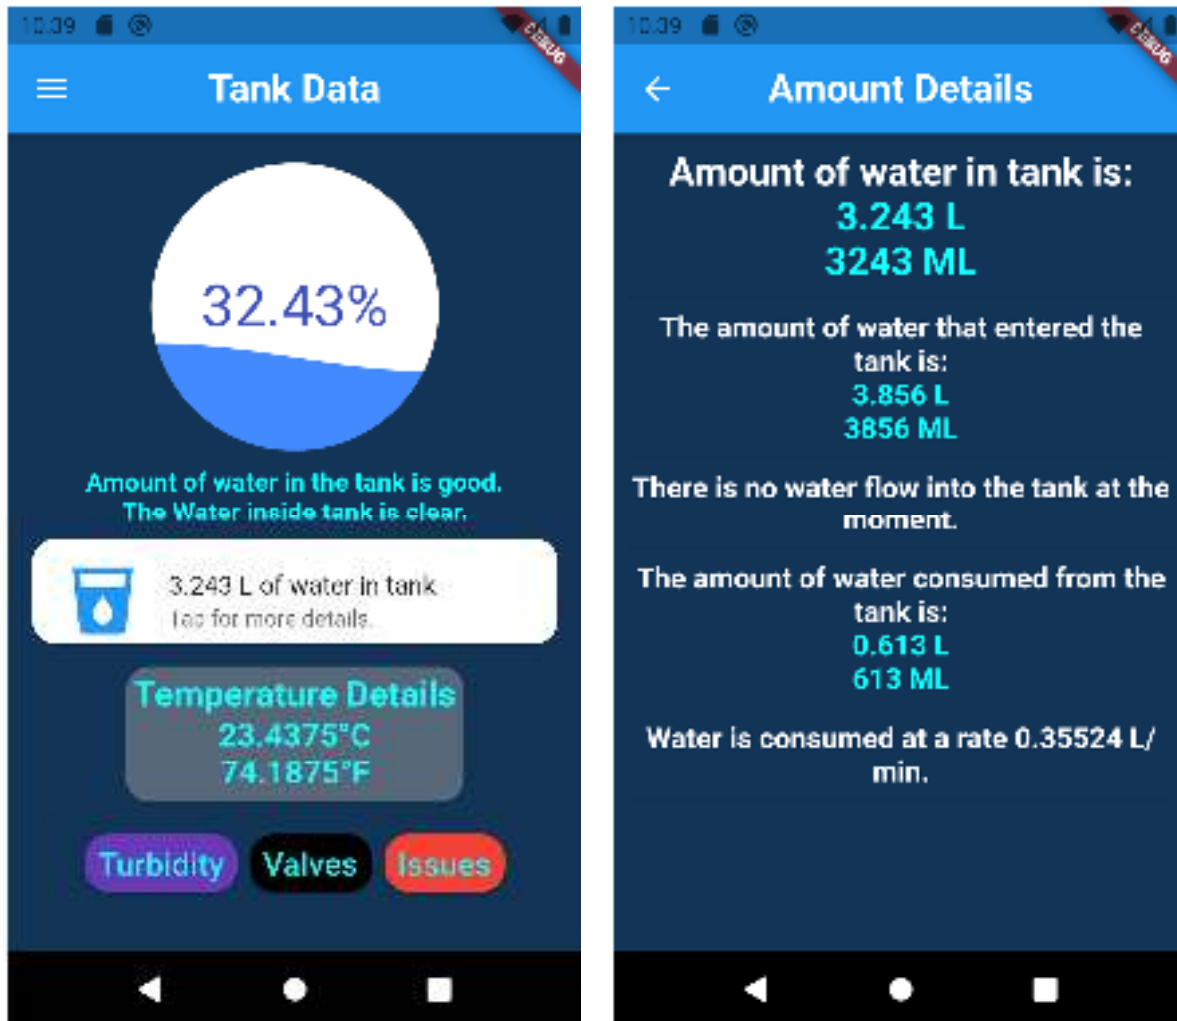 10:39
DEBUG
Tank Data
32.43%
Amount of water in the tank is good.
The Water inside tank is clear.
3.243 L of water in tank
Tap for more details.
Temperature Details
23.4375°C
74.1875°F
Turbidity
Valves
Issues
10:39
DEBUG
Amount Details
Amount of water in tank is:
3.243 L
3243 ML
The amount of water that entered the
tank is:
3.856 L
3856 ML
There is no water flow into the tank at the
moment.
The amount of water consumed from the
tank is:
0.613 L
613 ML
Water is consumed at a rate 0.35524 L/
min.